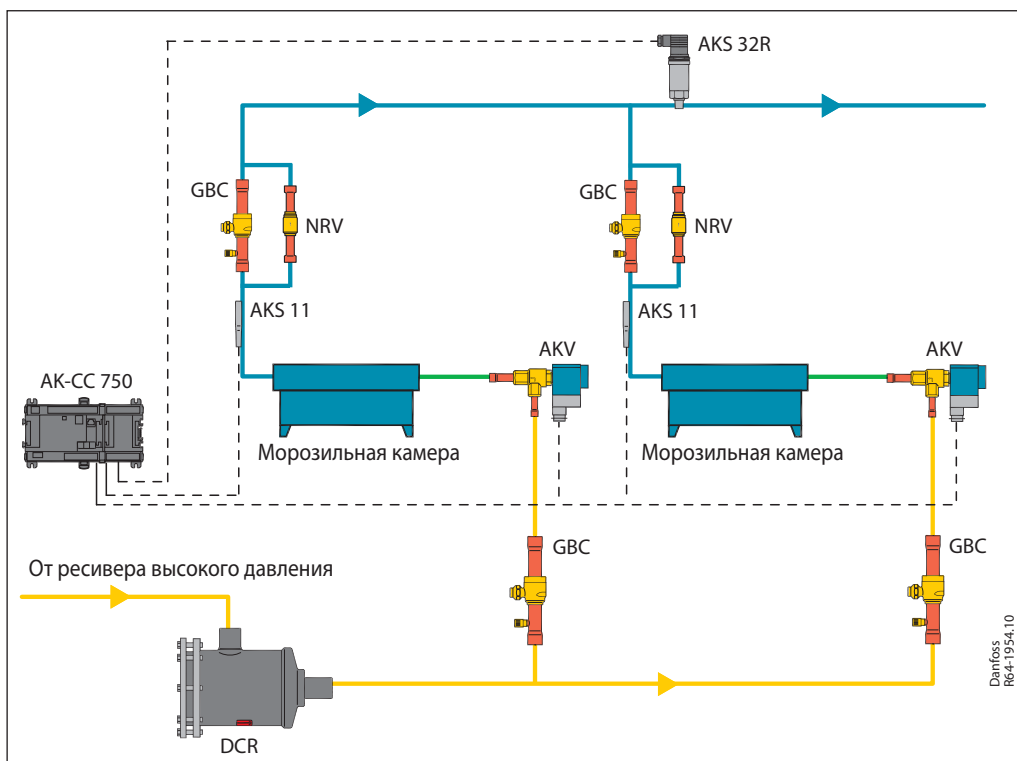 AKS 32R
GBC
NRV
GBC
NRV
AKS 11
AKS 11
AKV
AKV
AK-CC 750
Морозильная камера
Морозильная камера
GBC
GBC
От ресивера высокого давления
DCR
Danfoss
R64-1954.10